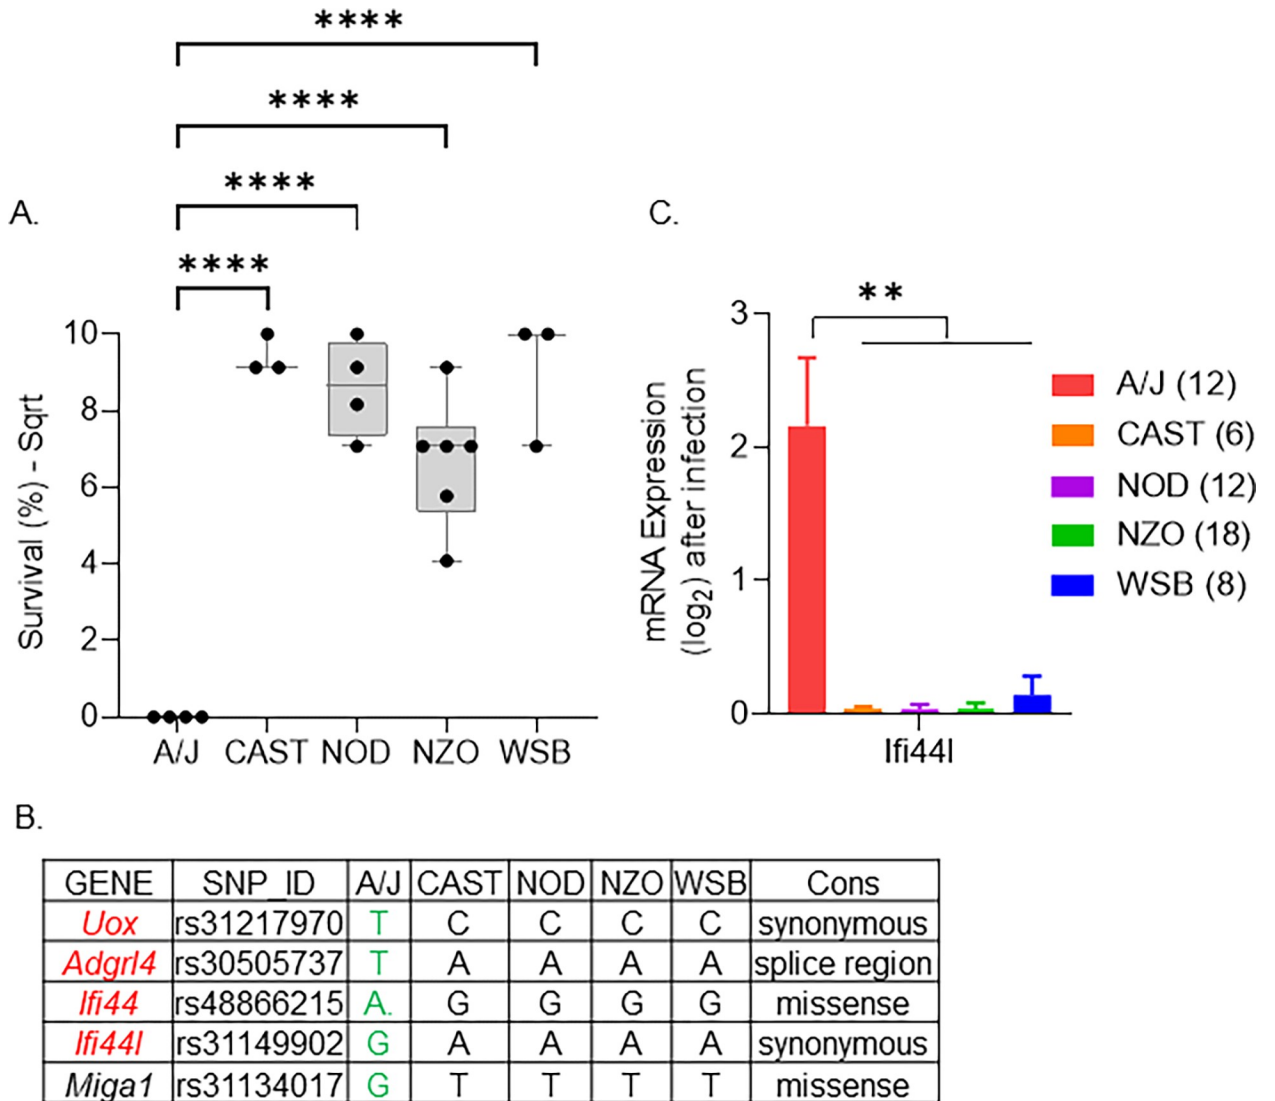 ****
****
****
A.
****
10
8
6
4
2
0
Survival (%) - Sqrt
A/J CAST NOD NZO WSB
C.
**
3
2
1
0
mRNA Expression
(log2) after infection
Ifi44l
A/J (12)
CAST (6)
NOD (12)
NZO (18)
WSB (8)
B.
GENE SNP_ID A/J CAST NOD NZO WSB Cons
Uox rs31217970 T C C C C synonymous
Adgrl4 rs30505737 T A A A A splice region
Ifi44 rs48866215 A. G G G G missense
Ifi44l rs31149902 G A A A A synonymous
Miga1 rs31134017 G T T T T missense